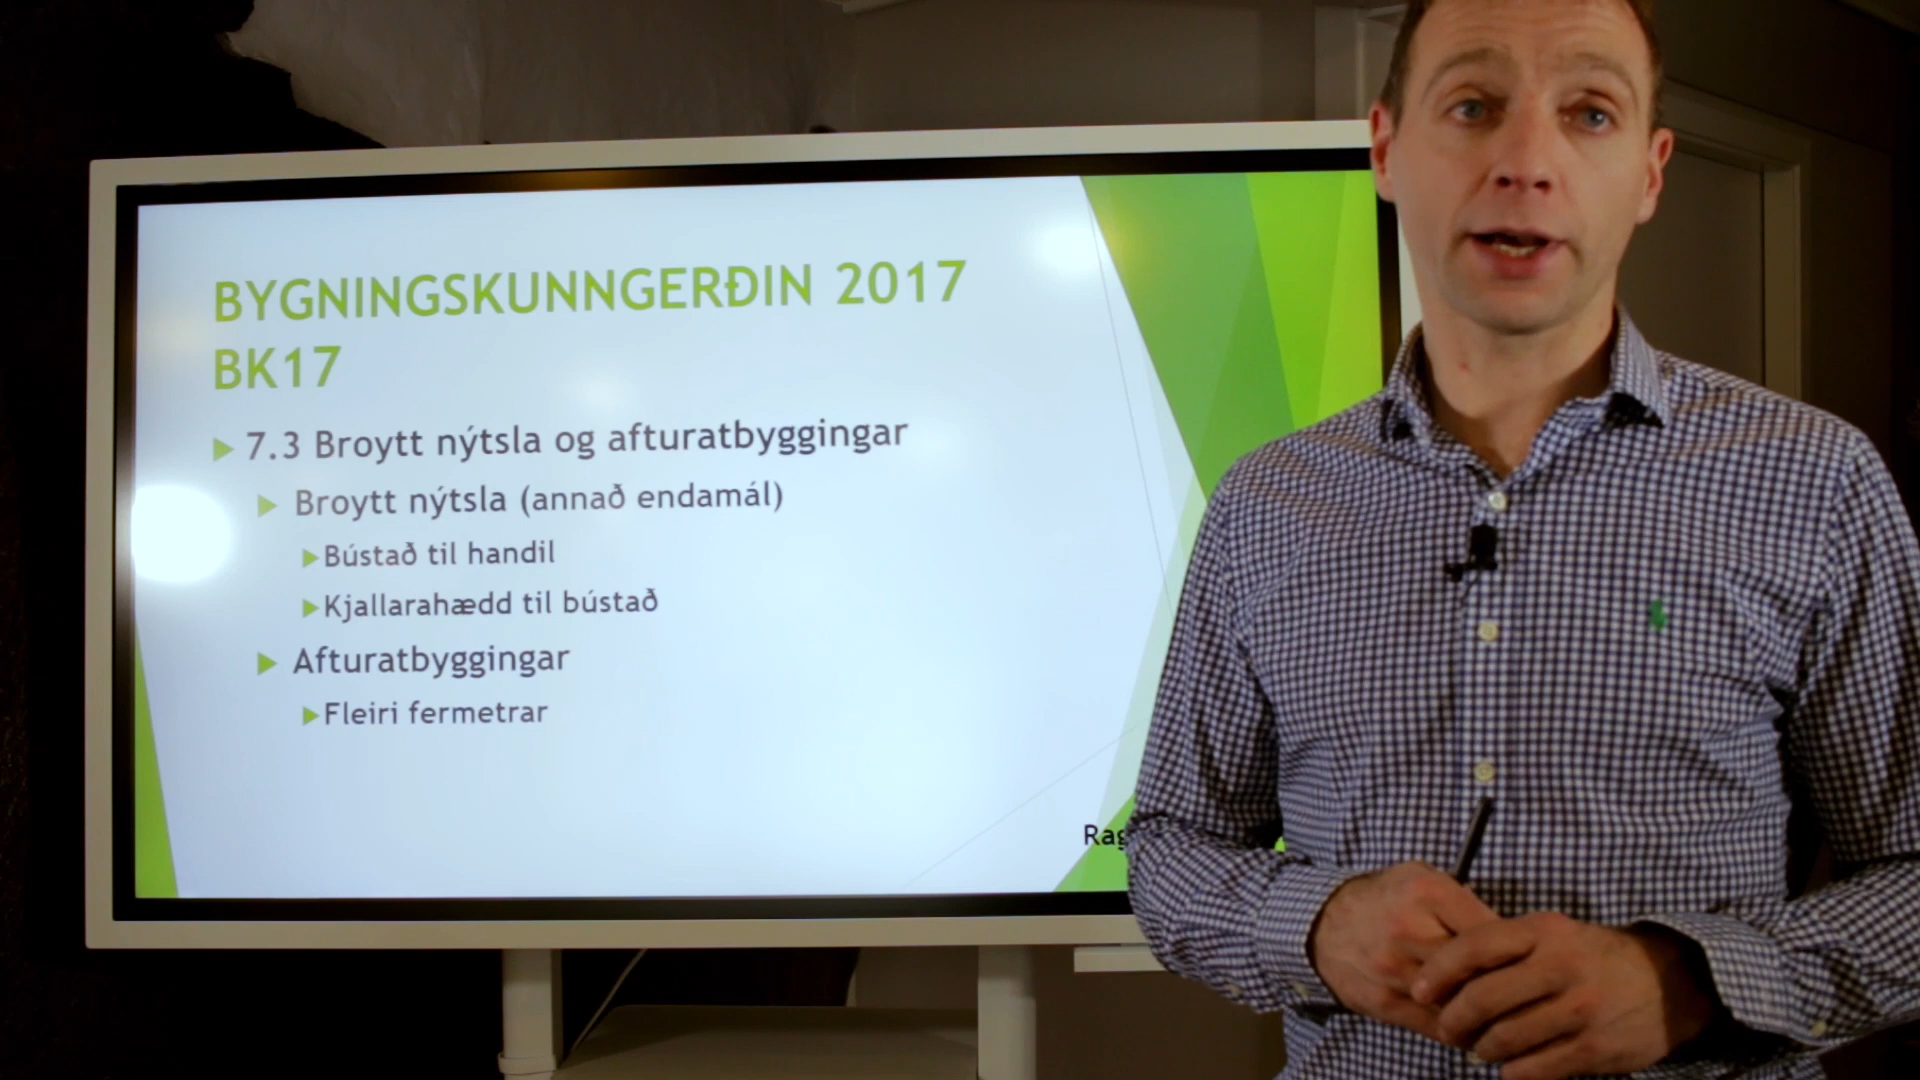 BYGNINGSKUNNGERÐIN 2017
BK17
7.3 Broytt nýtsla og afturatbyggingar
Broytt nýtsla (annað endamál)
Bústað til handil
Kjallarahædd til bústað
Afturatbyggingar
Fleiri fermetrar